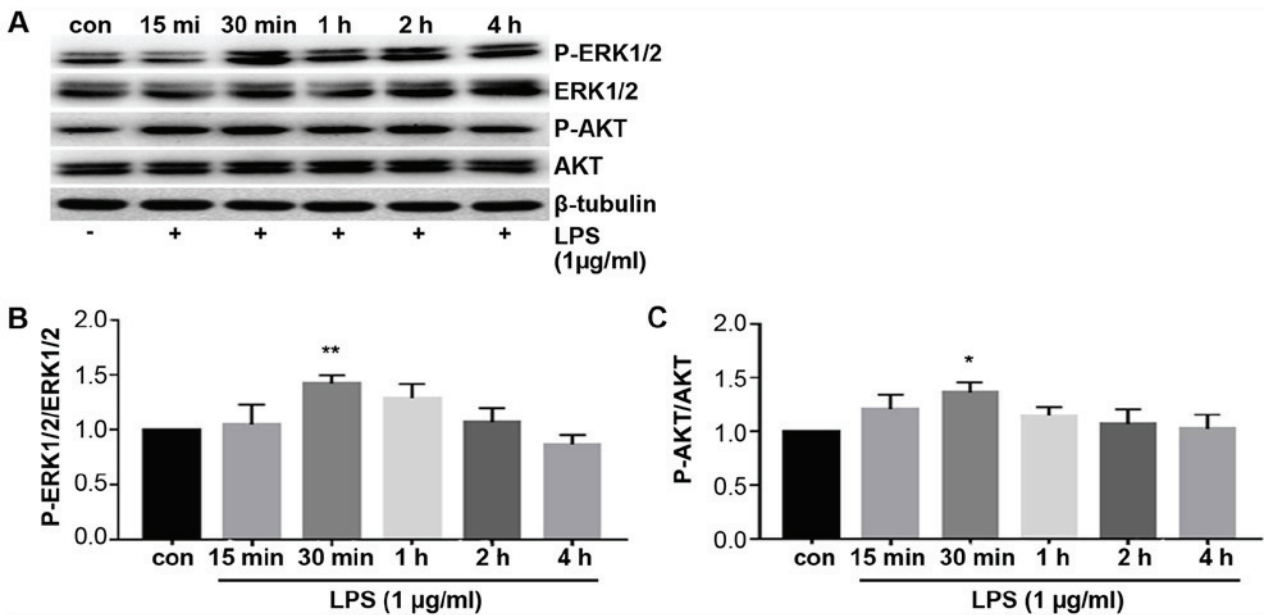 A
con 15 mi 30 min 1 h 2 h 4 h
P-ERK1/2
ERK1/2
P-AKT
AKT
β-tubulin
- + + + + + LPS
(1µg/ml)
B
P-ERK1/2/ERK1/2
2.0
1.5
1.0
0.5
0.0
**
con 15 min 30 min 1 h 2 h 4 h
LPS (1 µg/ml)
C
P-AKT/AKT
2.0
1.5
1.0
0.5
0.0
*
con 15 min 30 min 1 h 2 h 4 h
LPS (1 µg/ml)